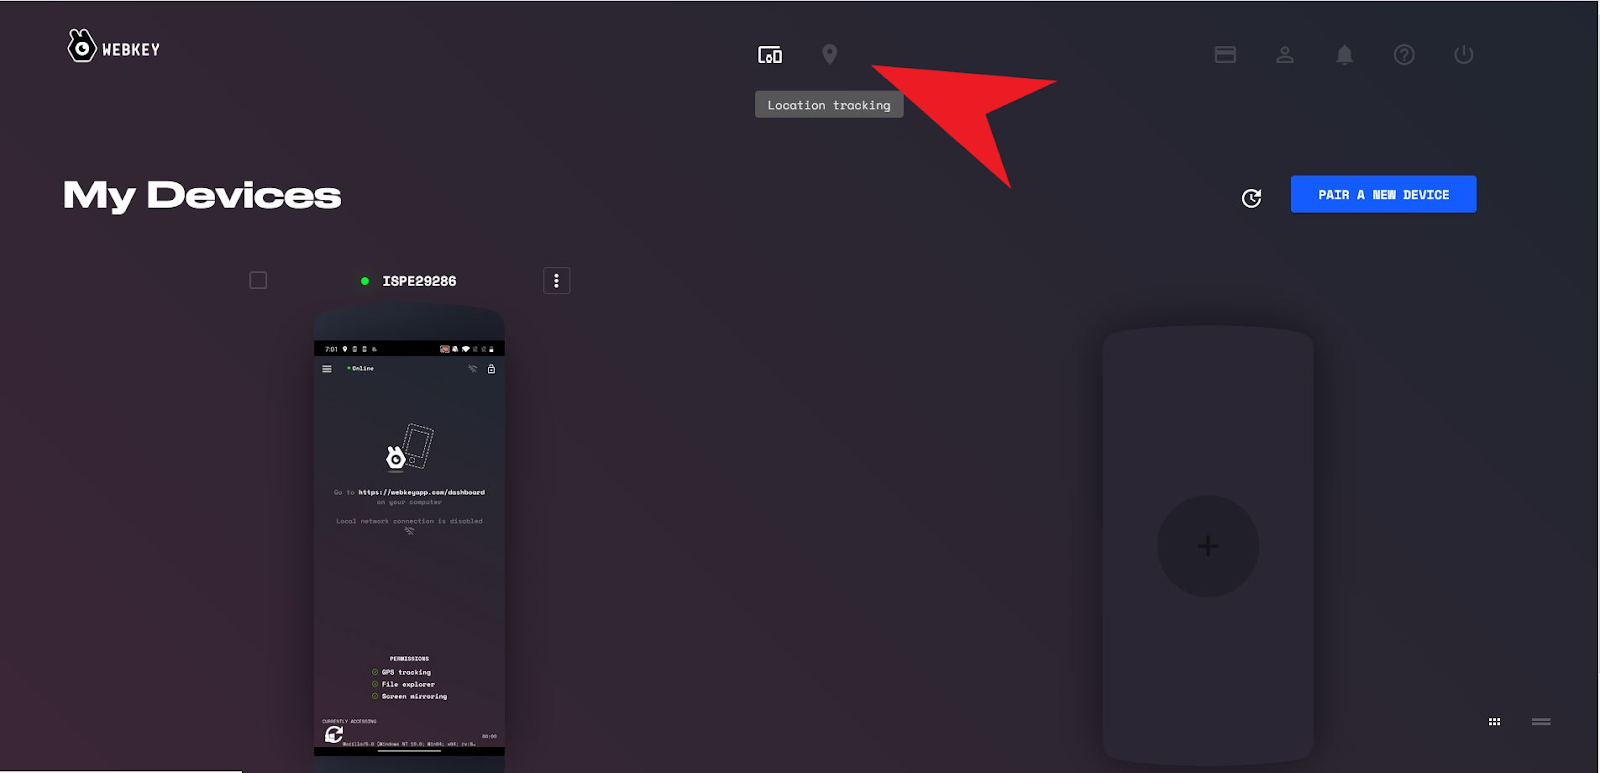 WEBKEY
Location tracking
My Devices
PAIR A NEW DEVICE
ISPE29286
7:01
Online
Go to https://webkeyapp.com/dashboard
on your computer
Local network connection is disabled
PERMISSIONS
GPS tracking
File explorer
Screen mirroring
CURRENTLY ACCESSING
00:00
Mozilla/5.0 (Windows NT 10.0; Win64; x64; rv:8…